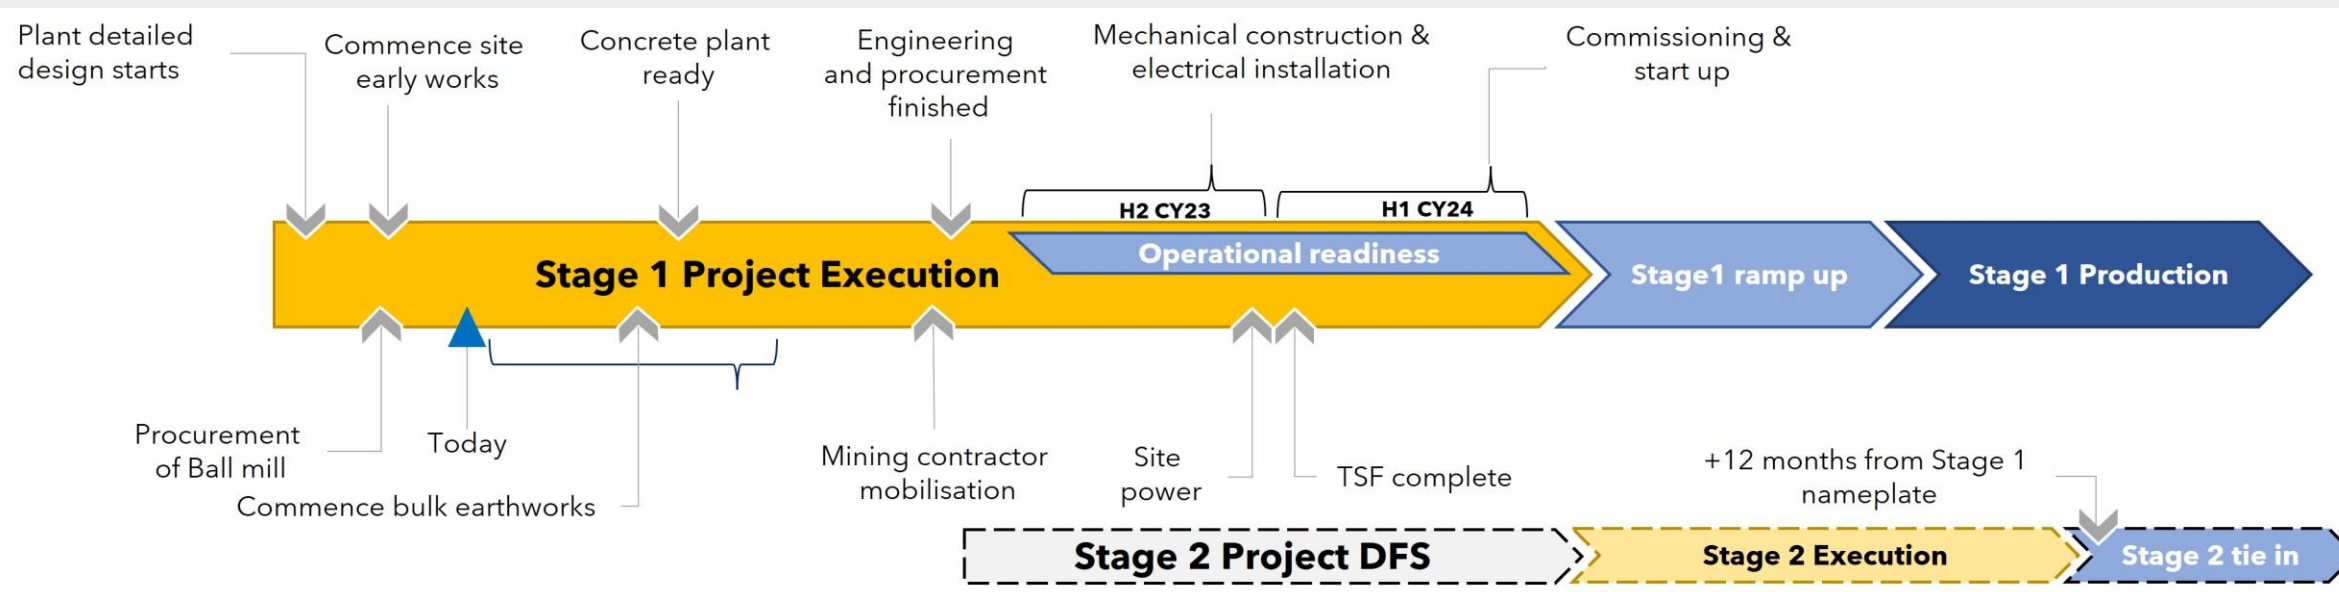 Plant detailed
design starts
Commence site
early works
Concrete plant
ready
Engineering
and procurement
finished
Mechanical construction &
electrical installation
Commissioning &
start up
H2 CY23
H1 CY24
Operational readiness
Stage 1 Project Execution
Stage1 ramp up
Stage 1 Production
Procurement
of Ball mill
Today
Commence bulk earthworks
Mining contractor
mobilisation
Site
power
TSF complete
+12 months from Stage 1
nameplate
Stage 2 Project DFS
Stage 2 Execution
Stage 2 tie in